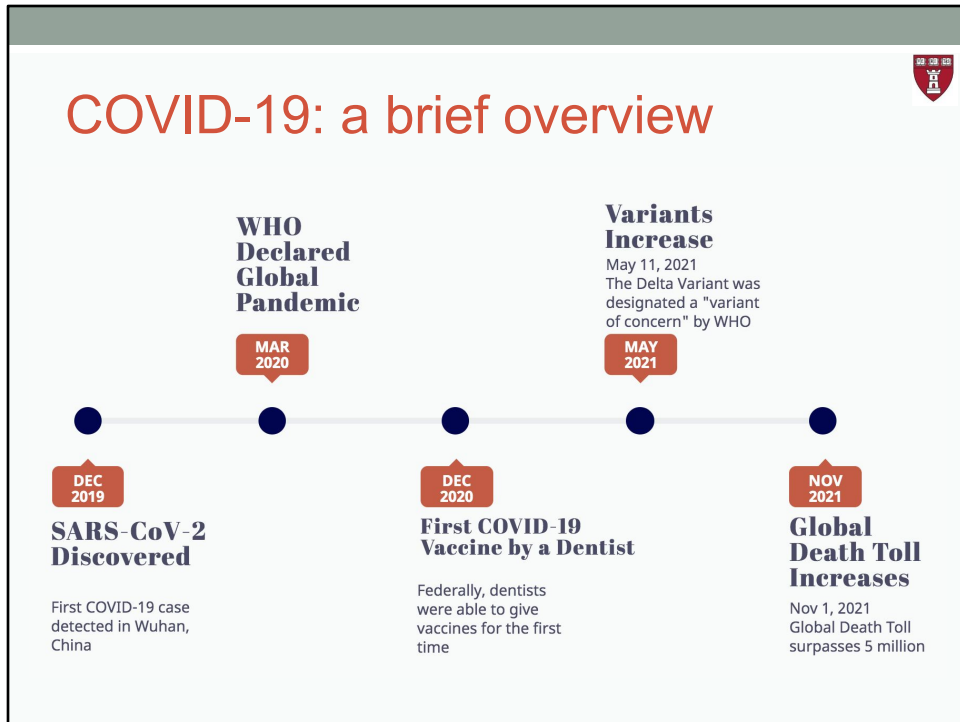 COVID-19: a brief overview
WHO
Declared
Global
Pandemic
MAR
2020
Variants
Increase
May 11, 2021
The Delta Variant was
designated a "variant
of concern" by WHO
MAY
2021
DEC
2019
SARS-CoV-2
Discovered
First COVID-19 case
detected in Wuhan,
China
DEC
2020
First COVID-19
Vaccine by a Dentist
Federally, dentists
were able to give
vaccines for the first
time
NOV
2021
Global
Death Toll
Increases
Nov 1, 2021
Global Death Toll
surpasses 5 million